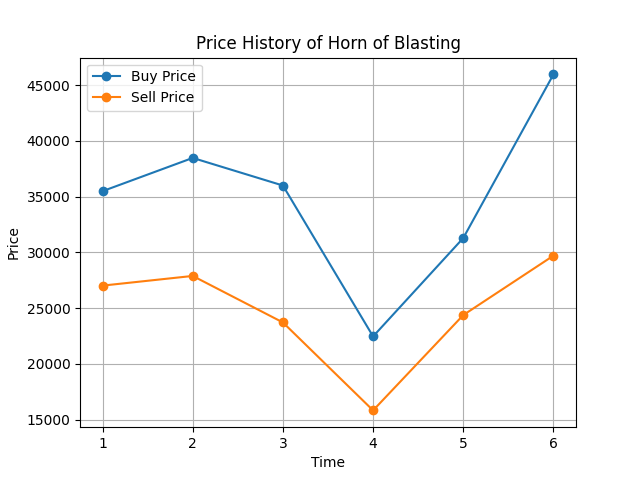 Price History of Horn of Blasting
Buy Price
Sell Price
Price
45000
40000
35000
30000
25000
20000
15000
1 2 3 4 5 6
Time